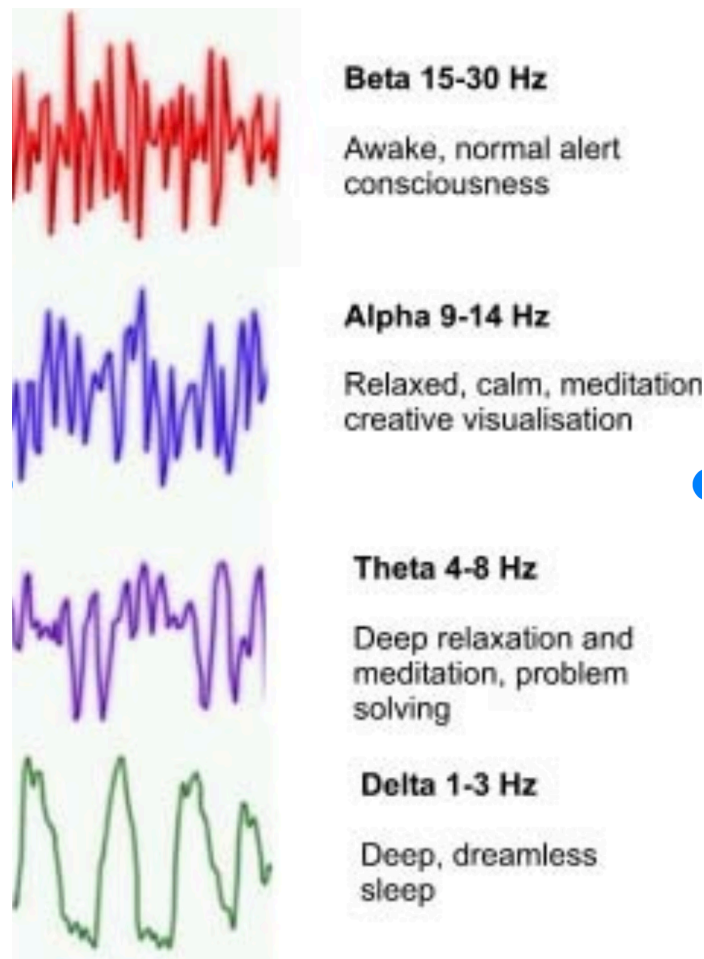 Beta 15-30 Hz
Awake, normal alert
consciousness
Alpha 9-14 Hz
Relaxed, calm, meditation
creative visualisation
Theta 4-8 Hz
Deep relaxation and
meditation, problem
solving
Delta 1-3 Hz
Deep, dreamless
sleep